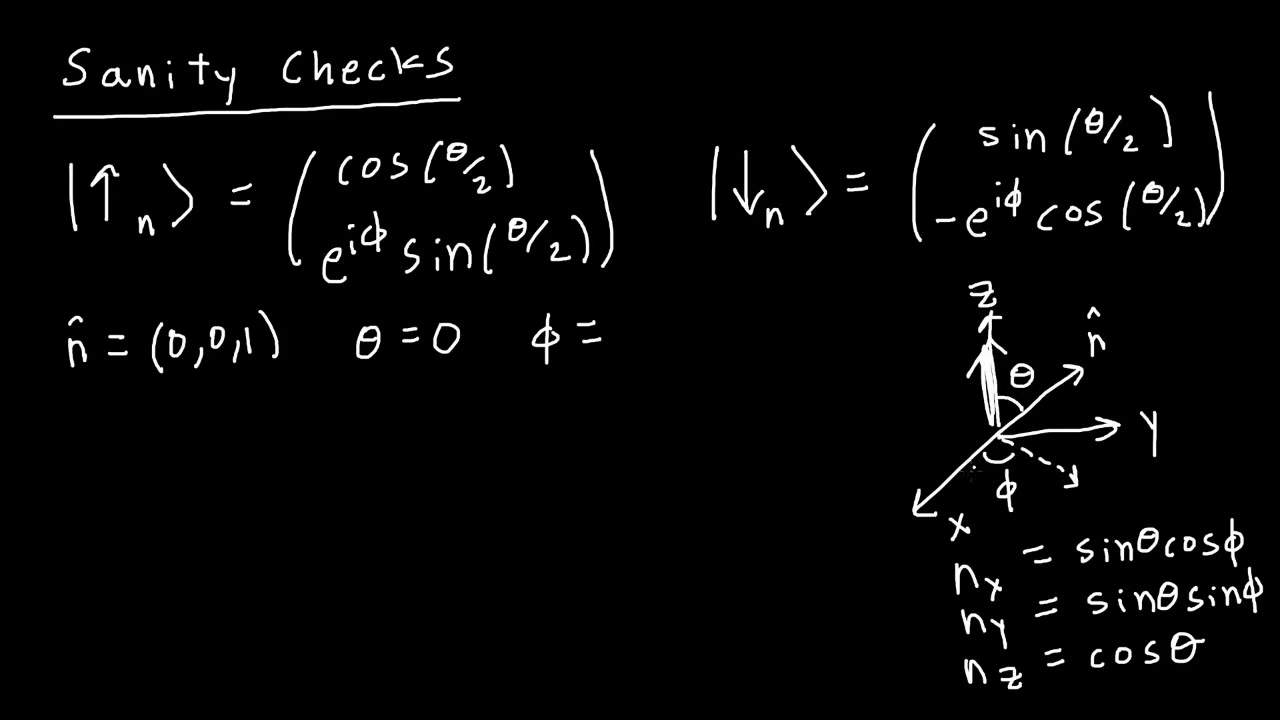 Sanity Checks
|↑n⟩ = (cos(θ/2) e^{iϕ} sin(θ/2))
|↓n⟩ = (sin(θ/2) -e^{iϕ} cos(θ/2))
n̂ = (0,0,1) θ = 0 ϕ =
z
n̂
θ
y
ϕ
x
nx = sinθcosϕ
ny = sinθsinϕ
nz = cosθ